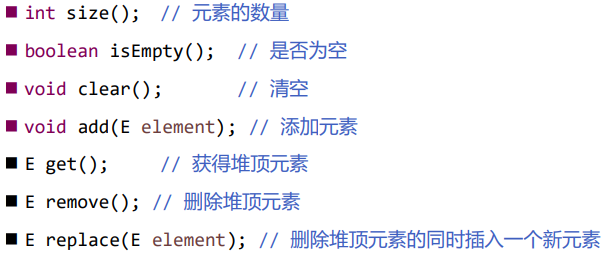 ■ int size(); // 元素的数量
■ boolean isEmpty(); // 是否为空
■ void clear(); // 清空
■ void add(E element); // 添加元素
■ E get(); // 获得堆顶元素
■ E remove(); // 删除堆顶元素
■ E replace(E element); // 删除堆顶元素的同时插入一个新元素